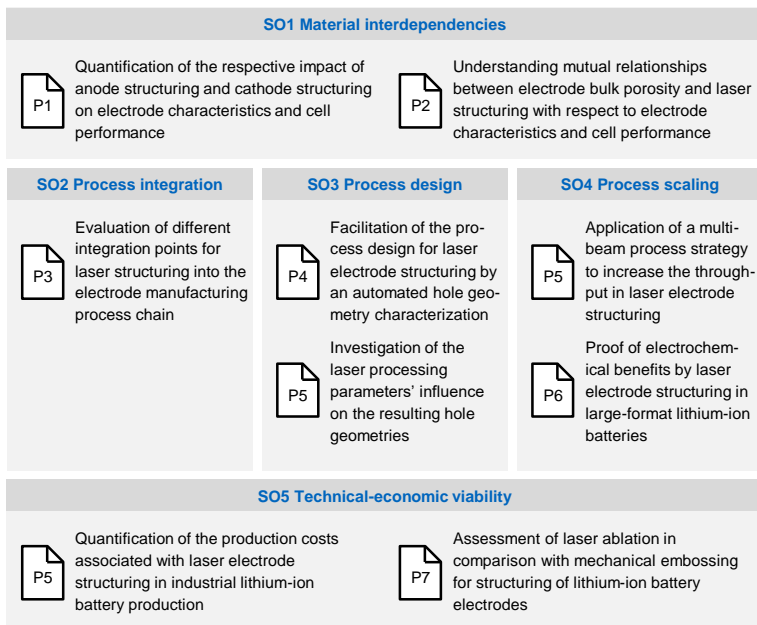 SO1 Material interdependencies
P1
Quantification of the respective impact of
anode structuring and cathode structuring
on electrode characteristics and cell
performance
P2
Understanding mutual relationships
between electrode bulk porosity and laser
structuring with respect to electrode
characteristics and cell performance
SO2 Process integration
P3
Evaluation of different
integration points for
laser structuring into the
electrode manufacturing
process chain
SO3 Process design
P4
Facilitation of the pro-
cess design for laser
electrode structuring by
an automated hole geo-
metry characterization
P5
Investigation of the
laser processing
parameters’ influence
on the resulting hole
geometries
SO4 Process scaling
P5
Application of a multi-
beam process strategy
to increase the through-
put in laser electrode
structuring
P6
Proof of electrochem-
ical benefits by laser
electrode structuring in
large-format lithium-ion
batteries
SO5 Technical-economic viability
P5
Quantification of the production costs
associated with laser electrode
structuring in industrial lithium-ion
battery production
P7
Assessment of laser ablation in
comparison with mechanical embossing
for structuring of lithium-ion battery
electrodes